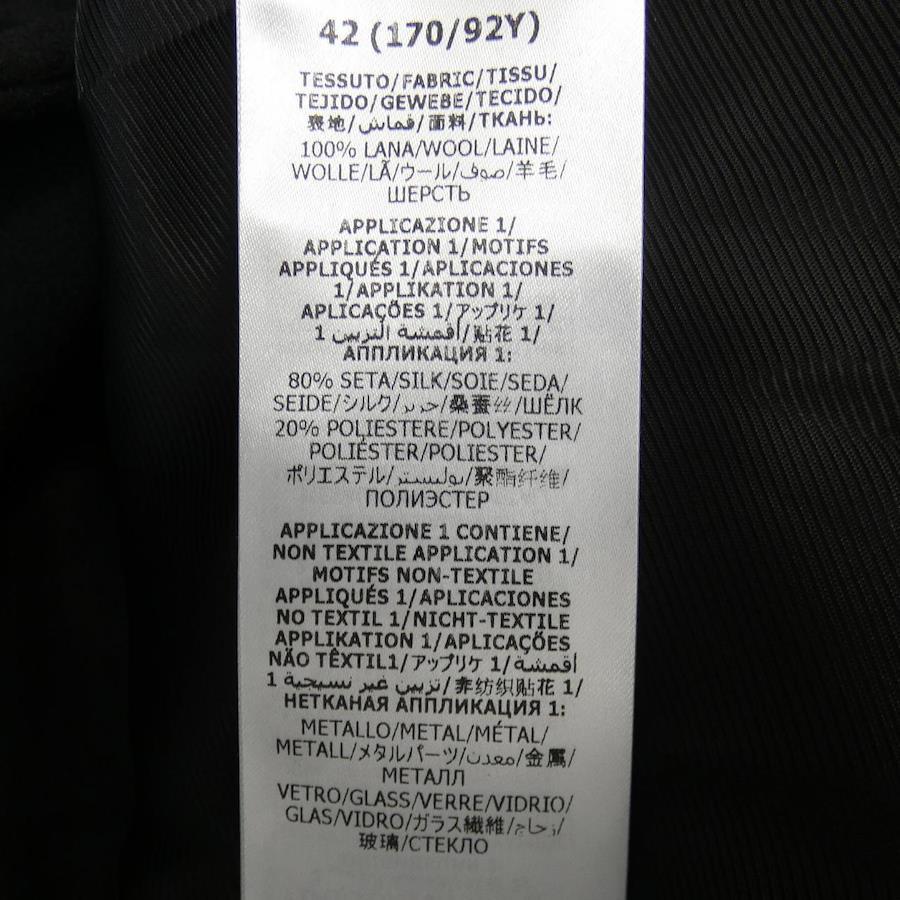 42 (170/92Y)
TESSUTO/FABRIC/TISSU/
TEJIDO/GEWEBE/TECIDO/
表地/قماش/面料/ТКАНЬ:
100% LANA/WOOL/LAINE/
WOLLE/LÃ/ウール/صوف/羊毛/
ШЕРСТЬ
APPLICAZIONE 1/
APPLICATION 1/MOTIFS
APPLIQUÉS 1/APLICACIONES
1/APPLIKATION 1/
APLICAÇÕES 1/アップリケ 1/
أقمشة التزيين 1/贴花 1/
АППЛИКАЦИЯ 1:
80% SETA/SILK/SOIE/SEDA/
SEIDE/シルク/حرير/桑蚕丝/ШЁЛК
20% POLIESTERE/POLYESTER/
POLIÉSTER/POLIESTER/
ポリエステル/بوليستر/聚酯纤维/
ПОЛИЭСТЕР
APPLICAZIONE 1 CONTIENE/
NON TEXTILE APPLICATION 1/
MOTIFS NON-TEXTILE
APPLIQUÉS 1/APLICACIONES
NO TEXTIL 1/NICHT-TEXTILE
APPLIKATION 1/APLICAÇÕES
NÃO TÊXTIL1/アップリケ 1/أقمشة
تزيين غير نسيجية 1/非纺织贴花 1/
НЕТКАНАЯ АППЛИКАЦИЯ 1:
METALLO/METAL/MÉTAL/
METALL/メタルパーツ/معدن/金属/
МЕТАЛЛ
VETRO/GLASS/VERRE/VIDRIO/
GLAS/VIDRO/ガラス繊維/زجاج/
玻璃/СТЕКЛО